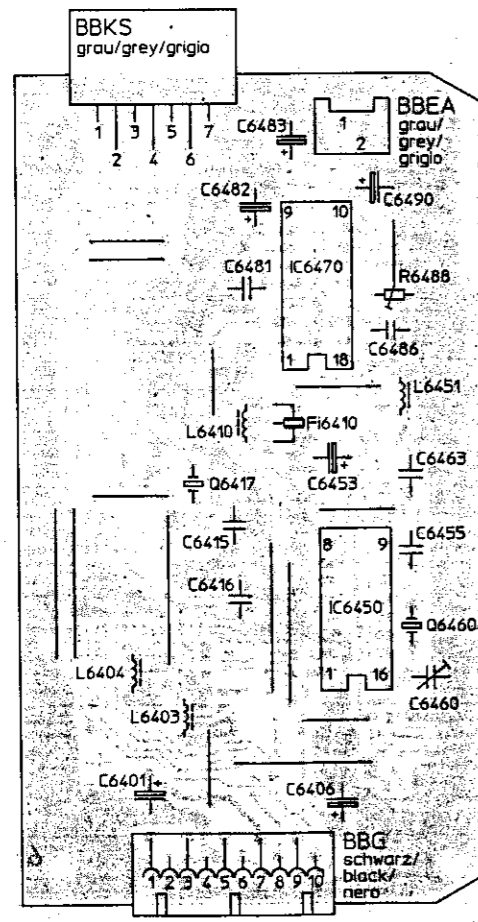 BBKS
grau/grey/grigio
1 2 3 4 5 6 7
BBEA
grau/
grey/
grigio
1
2
C6483
+
C6482
+
+
C6490
9 10
IC6470
1 18
C6481
R6488
C6486
L6451
L6410
Fi6410
C6453
+
C6463
Q6417
C6415
C6455
8 9
IC6450
1 16
C6416
Q6460
C6460
L6404
L6403
C6401
+
C6406
+
BBG
schwarz/
black/
nero
1 2 3 4 5 6 7 8 9 10